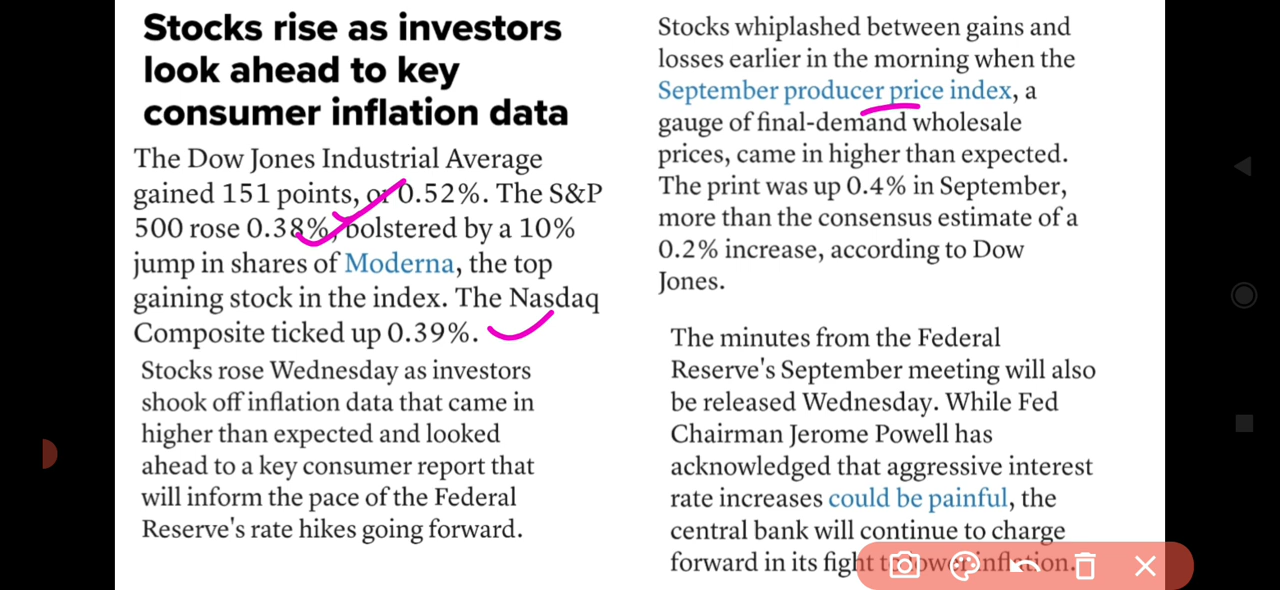 Stocks rise as investors
look ahead to key
consumer inflation data
The Dow Jones Industrial Average
gained 151 points, or 0.52%. The S&P
500 rose 0.38%, bolstered by a 10%
jump in shares of Moderna, the top
gaining stock in the index. The Nasdaq
Composite ticked up 0.39%.
Stocks rose Wednesday as investors
shook off inflation data that came in
higher than expected and looked
ahead to a key consumer report that
will inform the pace of the Federal
Reserve's rate hikes going forward.
Stocks whiplashed between gains and
losses earlier in the morning when the
September producer price index, a
gauge of final-demand wholesale
prices, came in higher than expected.
The print was up 0.4% in September,
more than the consensus estimate of a
0.2% increase, according to Dow
Jones.
The minutes from the Federal
Reserve's September meeting will also
be released Wednesday. While Fed
Chairman Jerome Powell has
acknowledged that aggressive interest
rate increases could be painful, the
central bank will continue to charge
forward in its fight to lower inflation.